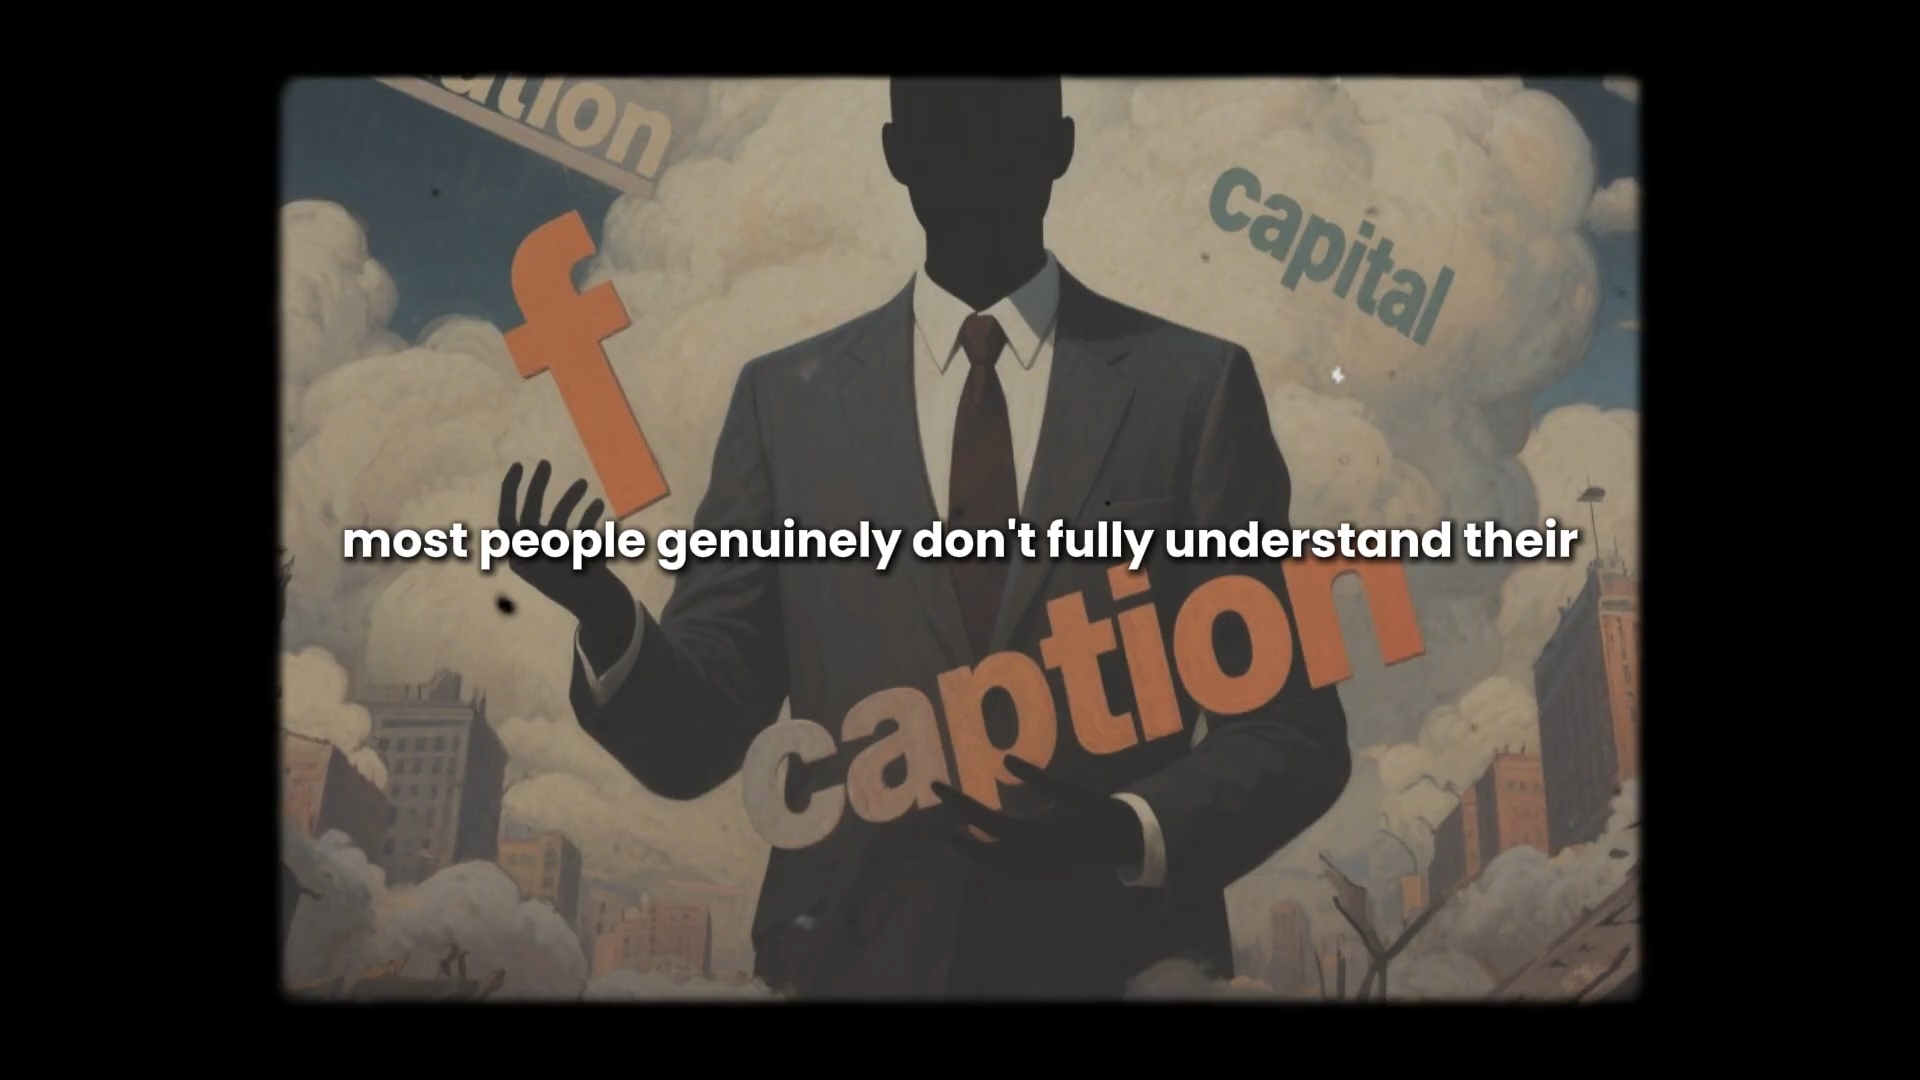 ation
capital
f
most people genuinely don't fully understand their
caption